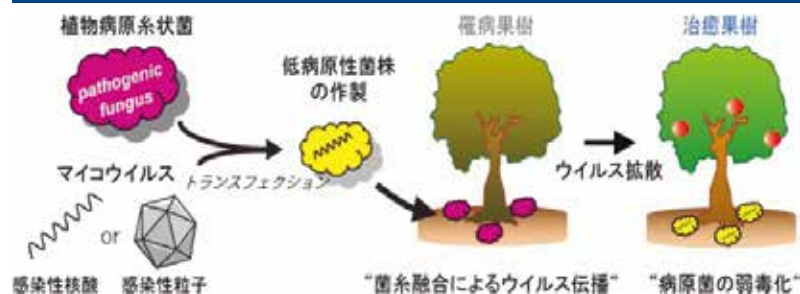 植物病原糸状菌
pathogenic
fungus
マイコウイルス
or
感染性核酸
感染性粒子
トランスフェクション
低病原性菌株
の作製
罹病果樹
ウイルス拡散
治癒果樹
“菌糸融合によるウイルス伝播”
“病原菌の弱毒化”